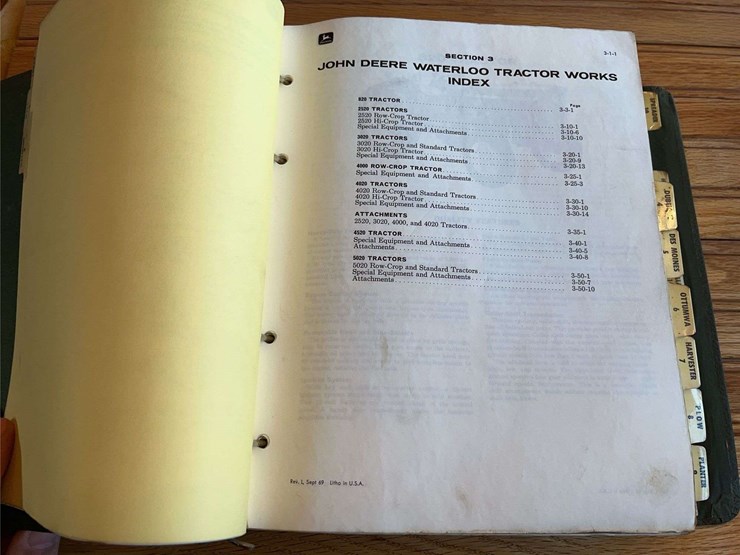 3-1-1
SECTION 3
JOHN DEERE WATERLOO TRACTOR WORKS
INDEX
Page
820 TRACTOR 3-3-1
2520 TRACTORS
2520 Row-Crop Tractor 3-10-1
2520 Hi-Crop Tractor 3-10-6
Special Equipment and Attachments 3-10-10
3020 TRACTORS
3020 Row-Crop and Standard Tractors 3-20-1
3020 Hi-Crop Tractor 3-20-9
Special Equipment and Attachments 3-20-13
4000 ROW-CROP TRACTOR 3-25-1
Special Equipment and Attachments 3-25-3
4020 TRACTORS
4020 Row-Crop and Standard Tractors 3-30-1
4020 Hi-Crop Tractor 3-30-10
Special Equipment and Attachments 3-30-14
ATTACHMENTS
2520, 3020, 4000, and 4020 Tractors 3-35-1
4520 TRACTOR 3-40-1
Special Equipment and Attachments 3-40-5
Attachments 3-40-8
5020 TRACTORS
5020 Row-Crop and Standard Tractors 3-50-1
Special Equipment and Attachments 3-50-7
Attachments 3-50-10
Rev. L, Sept 69 Litho in U.S.A.
DES MOINES
5
OTTUMWA
6
HARVESTER
7
PLOW
8
PLANTER
9